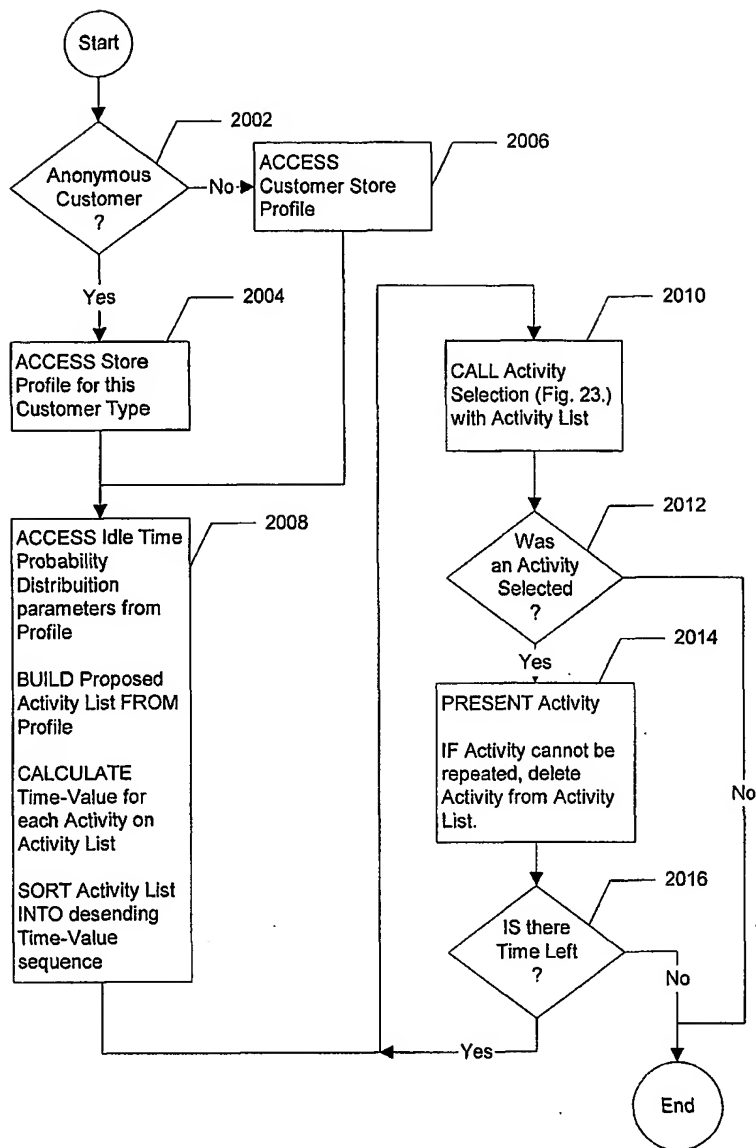 Start
2002
Anonymous
Customer
?
No
2006
ACCESS
Customer Store
Profile
Yes
2004
ACCESS Store
Profile for this
Customer Type
2008
ACCESS Idle Time
Probability
Distribuition
parameters from
Profile
BUILD Proposed
Activity List FROM
Profile
CALCULATE
Time-Value for
each Activity on
Activity List
SORT Activity List
INTO desending
Time-Value
sequence
2010
CALL Activity
Selection (Fig. 23.)
with Activity List
2012
Was
an Activity
Selected
?
Yes
No
2014
PRESENT Activity
IF Activity cannot be
repeated, delete
Activity from Activity
List.
2016
IS there
Time Left
?
No
Yes
End